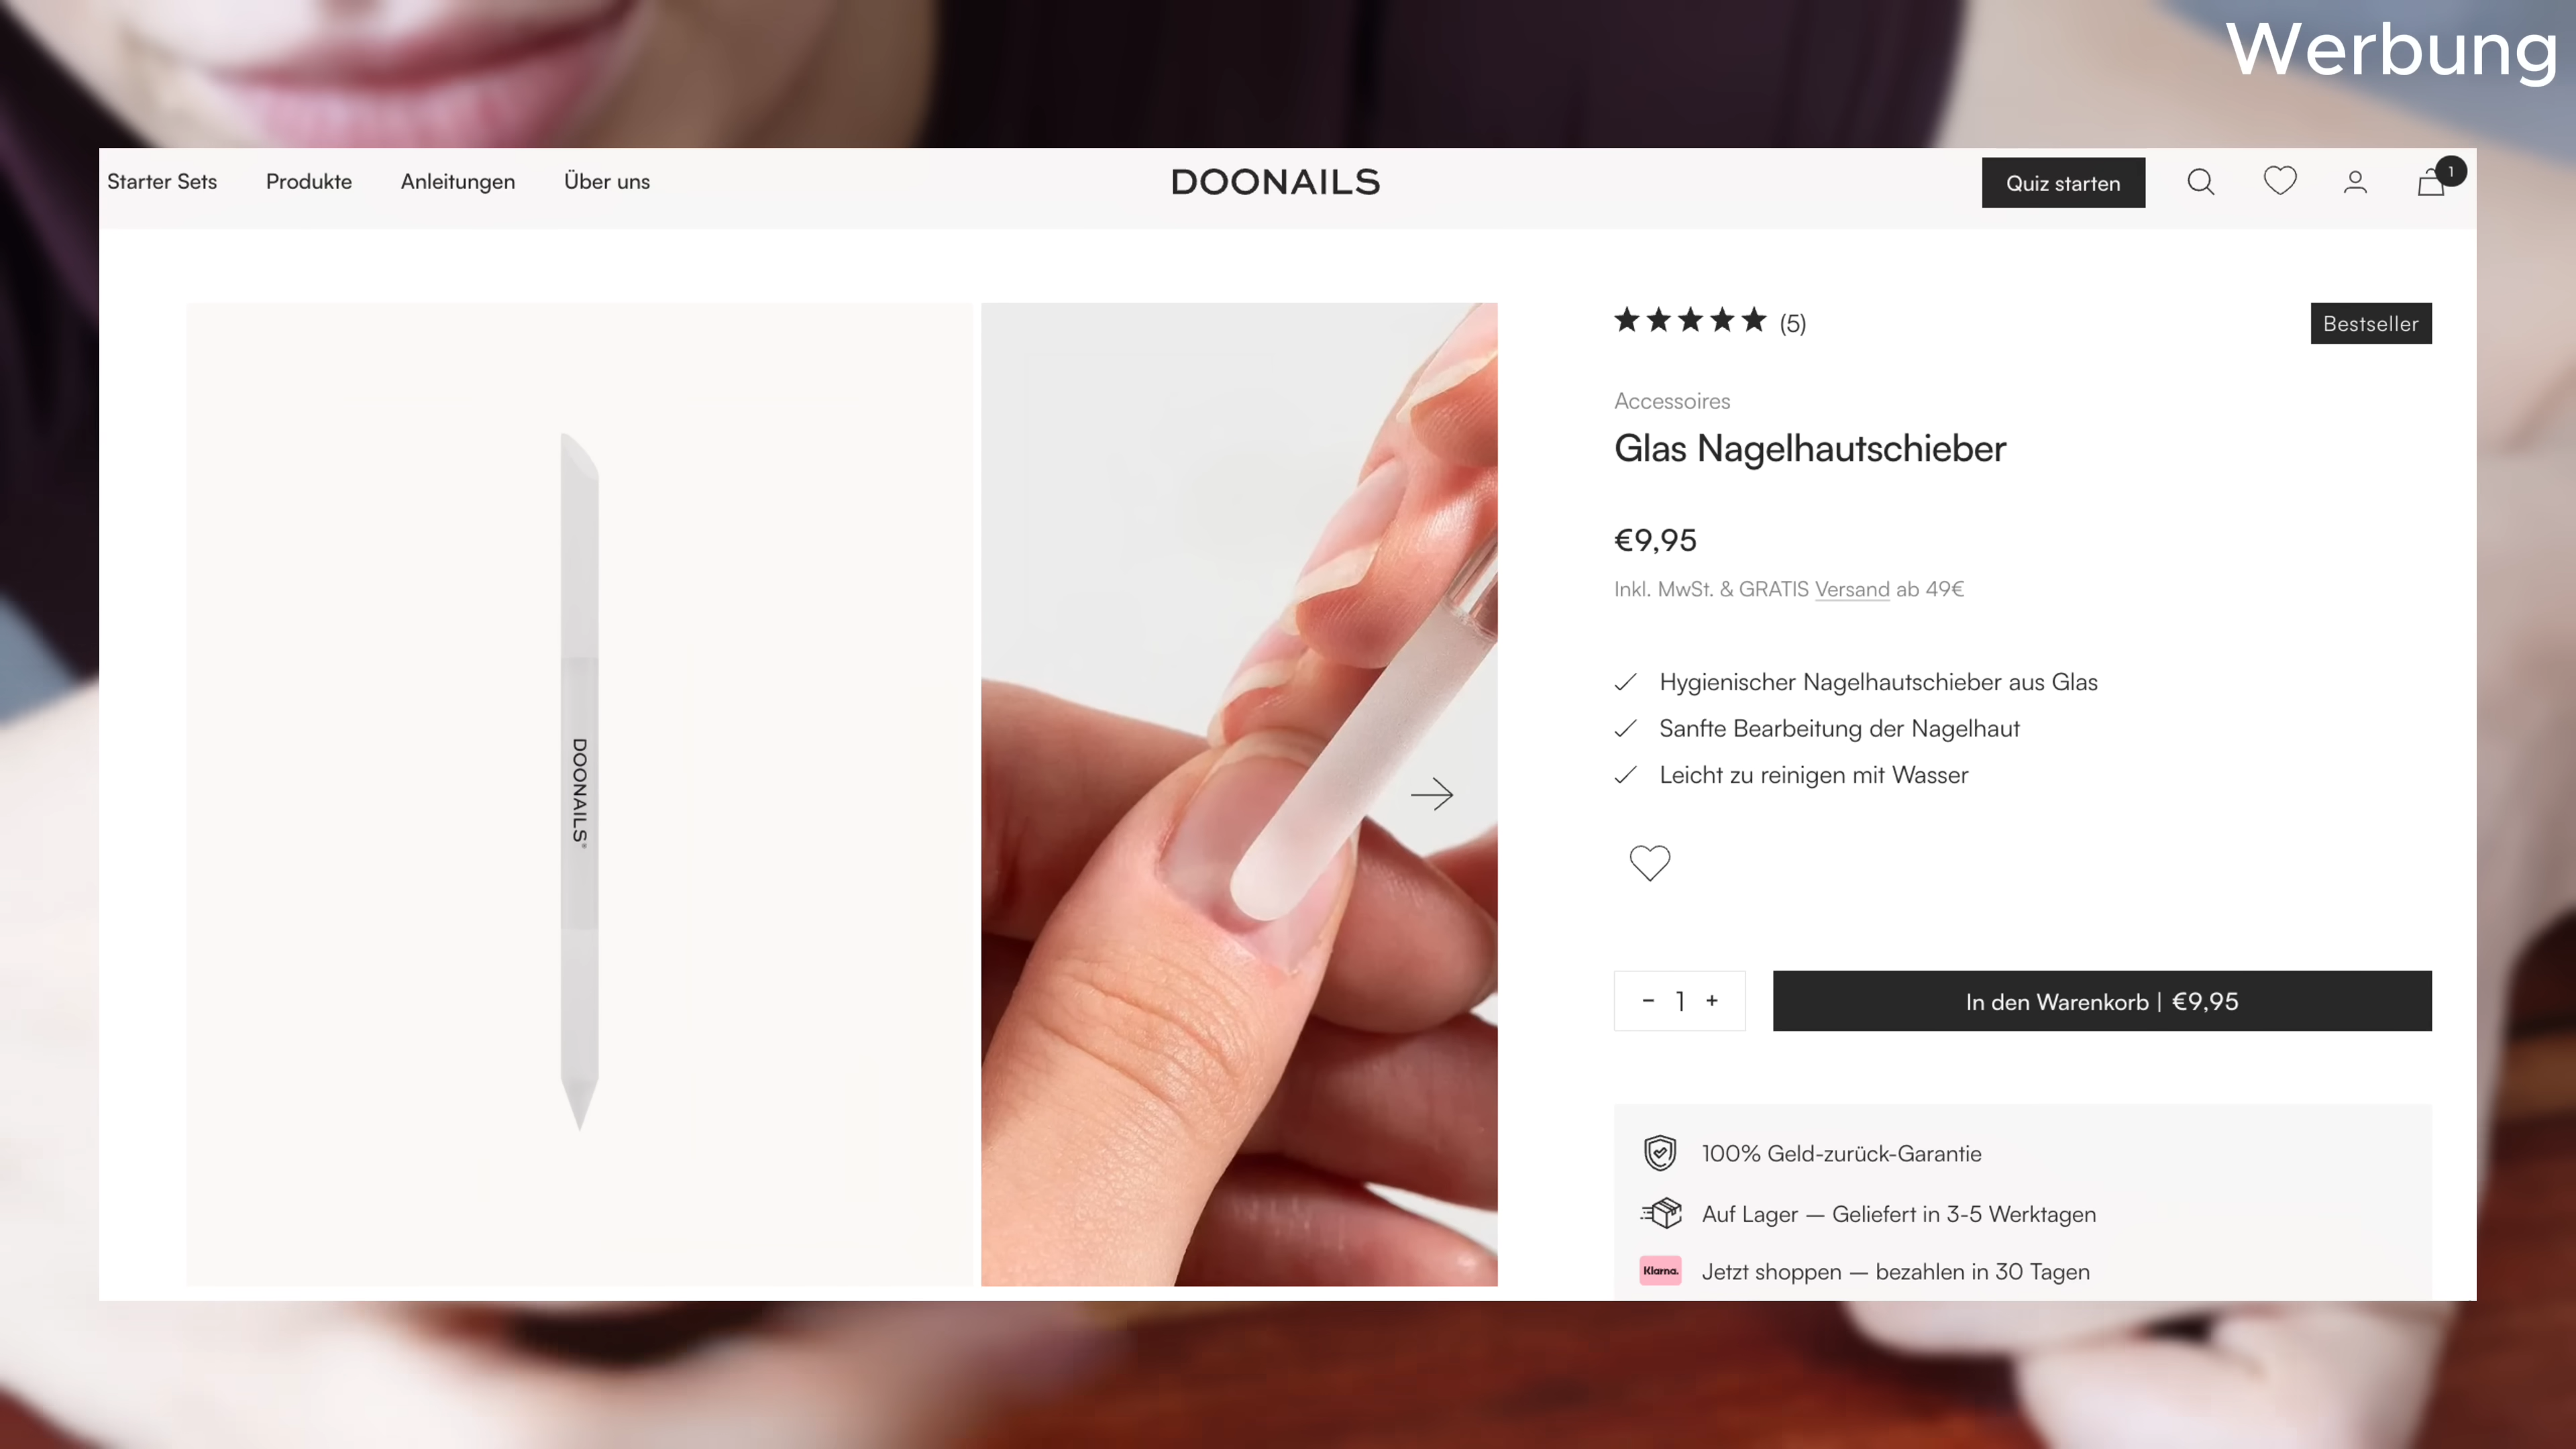 Werbung
Starter Sets
Produkte
Anleitungen
Über uns
DOONAILS
Quiz starten
1
DOONAILS®
(5)
Bestseller
Accessoires
Glas Nagelhautschieber
€9,95
Inkl. MwSt. & GRATIS Versand ab 49€
Hygienischer Nagelhautschieber aus Glas
Sanfte Bearbeitung der Nagelhaut
Leicht zu reinigen mit Wasser
- 1 +
In den Warenkorb | €9,95
100% Geld-zurück-Garantie
Auf Lager — Geliefert in 3-5 Werktagen
Klarna.
Jetzt shoppen — bezahlen in 30 Tagen